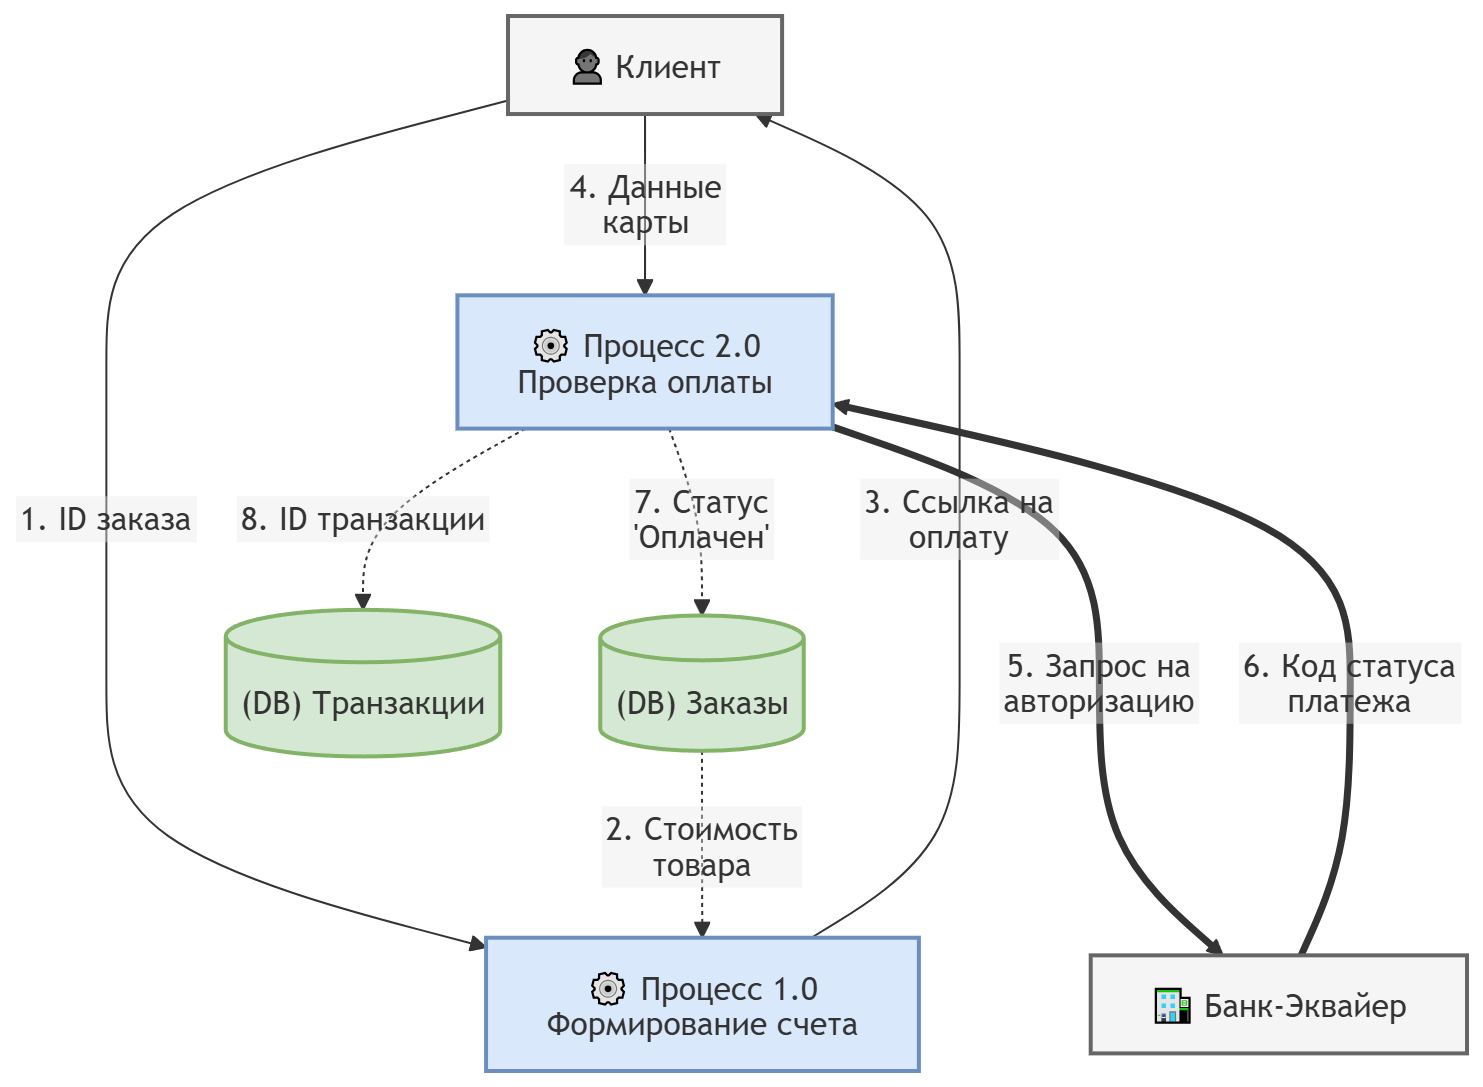 Клиент
4. Данные
карты
Процесс 2.0
Проверка оплаты
1. ID заказа
8. ID транзакции
7. Статус
'Оплачен'
3. Ссылка на
оплату
5. Запрос на
авторизацию
6. Код статуса
платежа
(DB) Транзакции
(DB) Заказы
2. Стоимость
товара
Процесс 1.0
Формирование счета
Банк-Эквайер